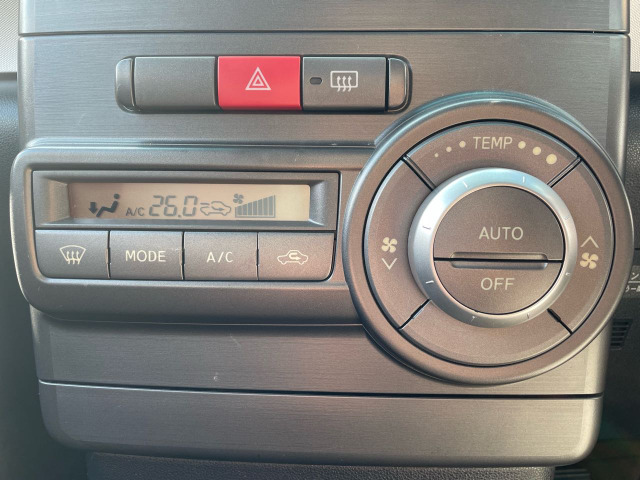 TEMP
A/C 26.0
AUTO
MODE
A/C
OFF